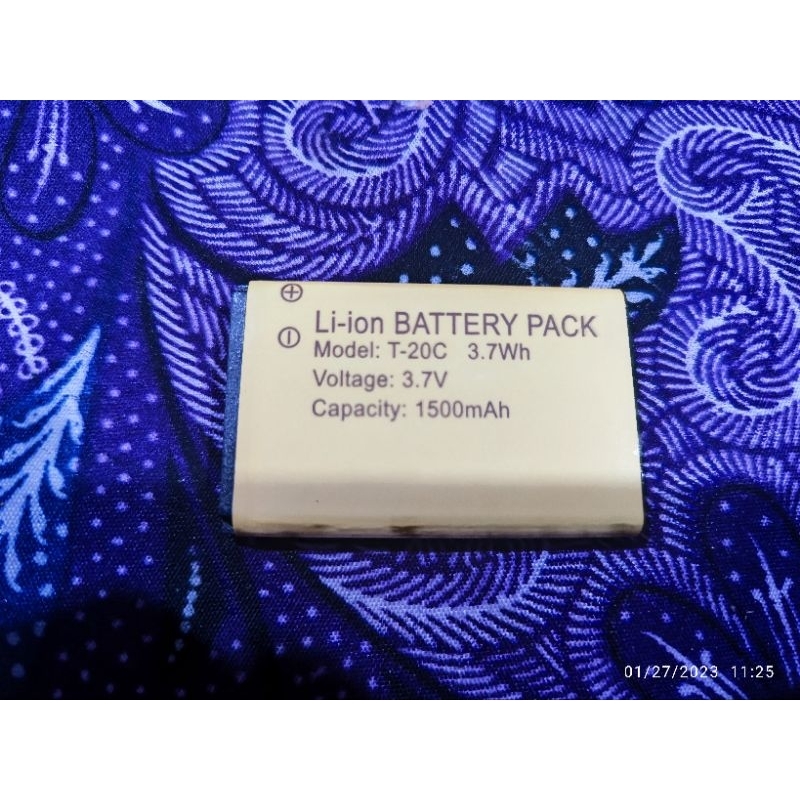 ⊕
Li-ion BATTERY PACK
⊖
Model: T-20C 3.7Wh
Voltage: 3.7V
Capacity: 1500mAh
01/27/2023 11:25